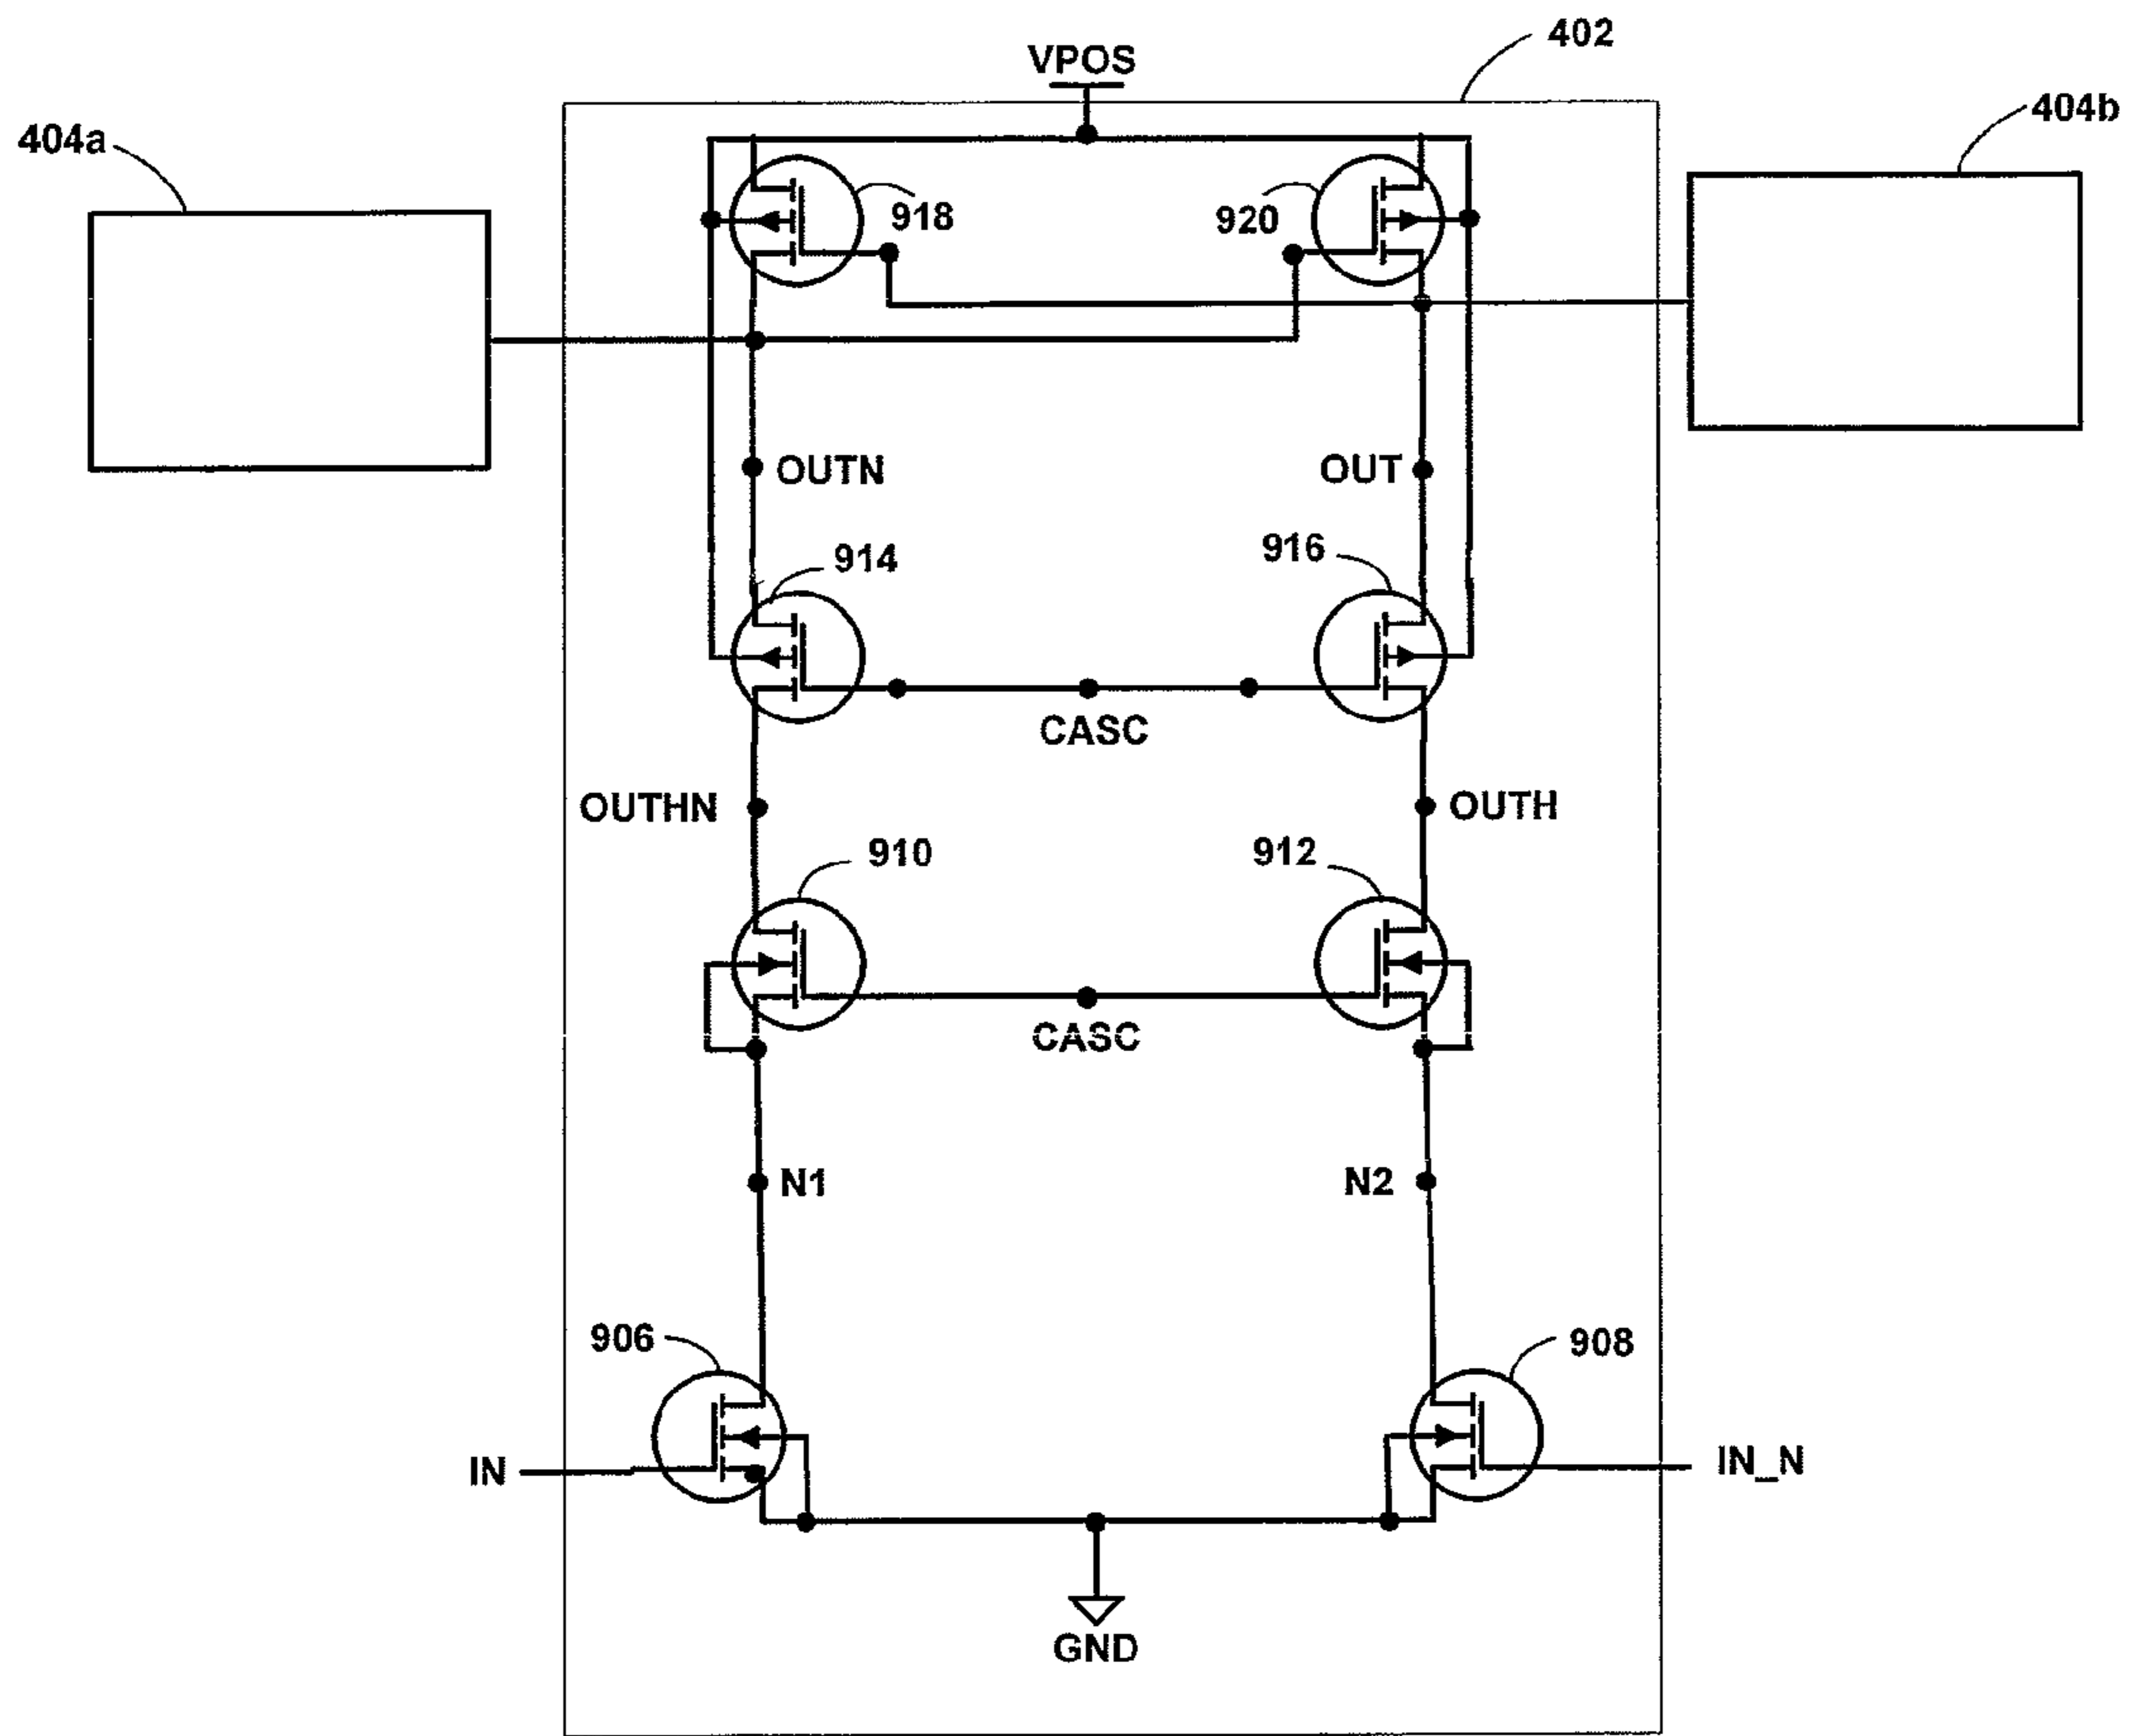 402
VPOS
404a
404b
918
920
OUTN
OUT
914
916
CASC
OUTHN
OUTH
910
912
CASC
N1
N2
906
908
IN
IN_N
GND